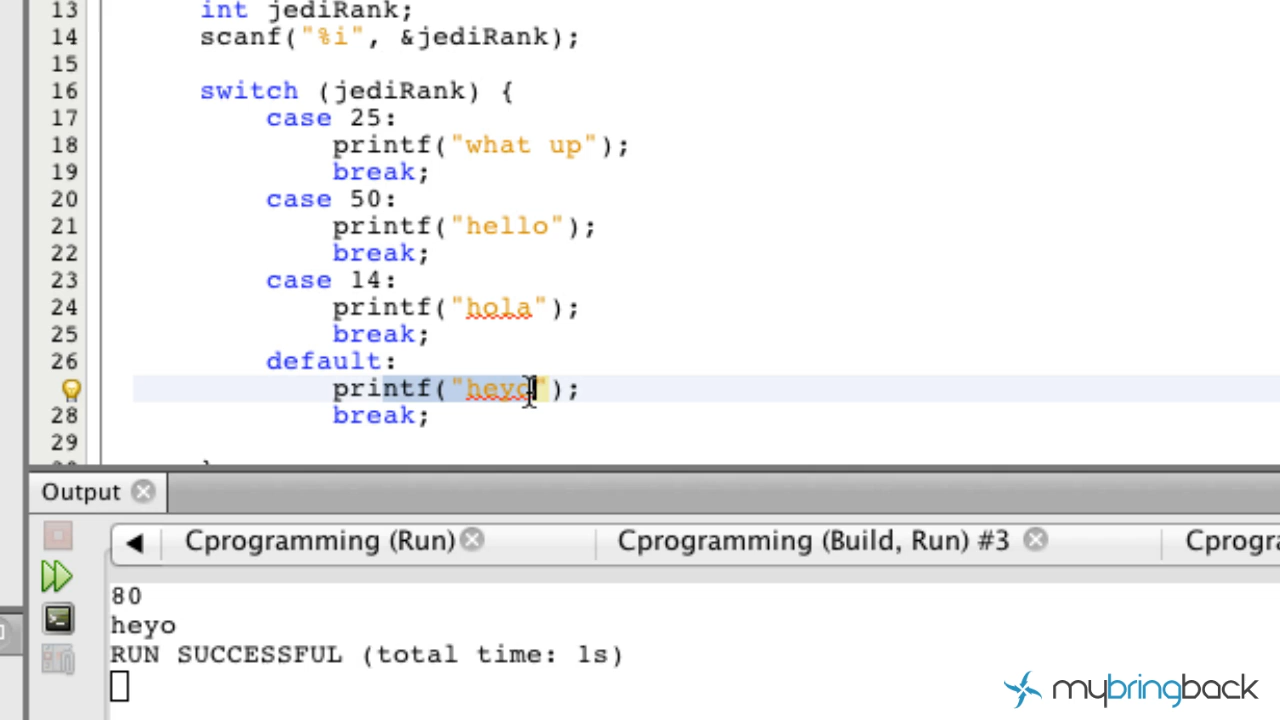 13 int jediRank;
14 scanf("%i", &jediRank);
15
16 switch (jediRank) {
17 case 25:
18 printf("what up");
19 break;
20 case 50:
21 printf("hello");
22 break;
23 case 14:
24 printf("hola");
25 break;
26 default:
printf("heyo");
28 break;
29
Output
Cprogramming (Run)
Cprogramming (Build, Run) #3
80
heyo
RUN SUCCESSFUL (total time: 1s)
mybringback